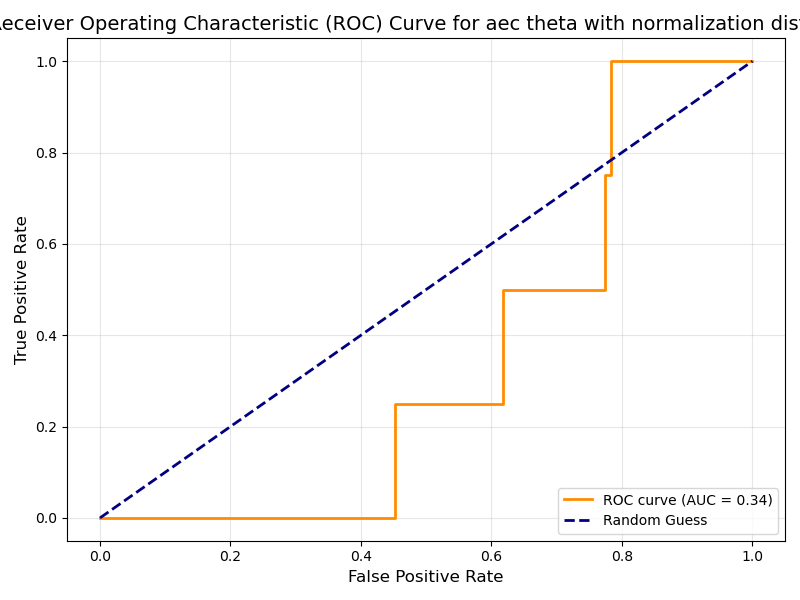 eceiver Operating Characteristic (ROC) Curve for aec theta with normalization dis
1.0
0.8
0.6
0.4
0.2
0.0
True Positive Rate
0.0 0.2 0.4 0.6 0.8 1.0
False Positive Rate
ROC curve (AUC = 0.34)
Random Guess